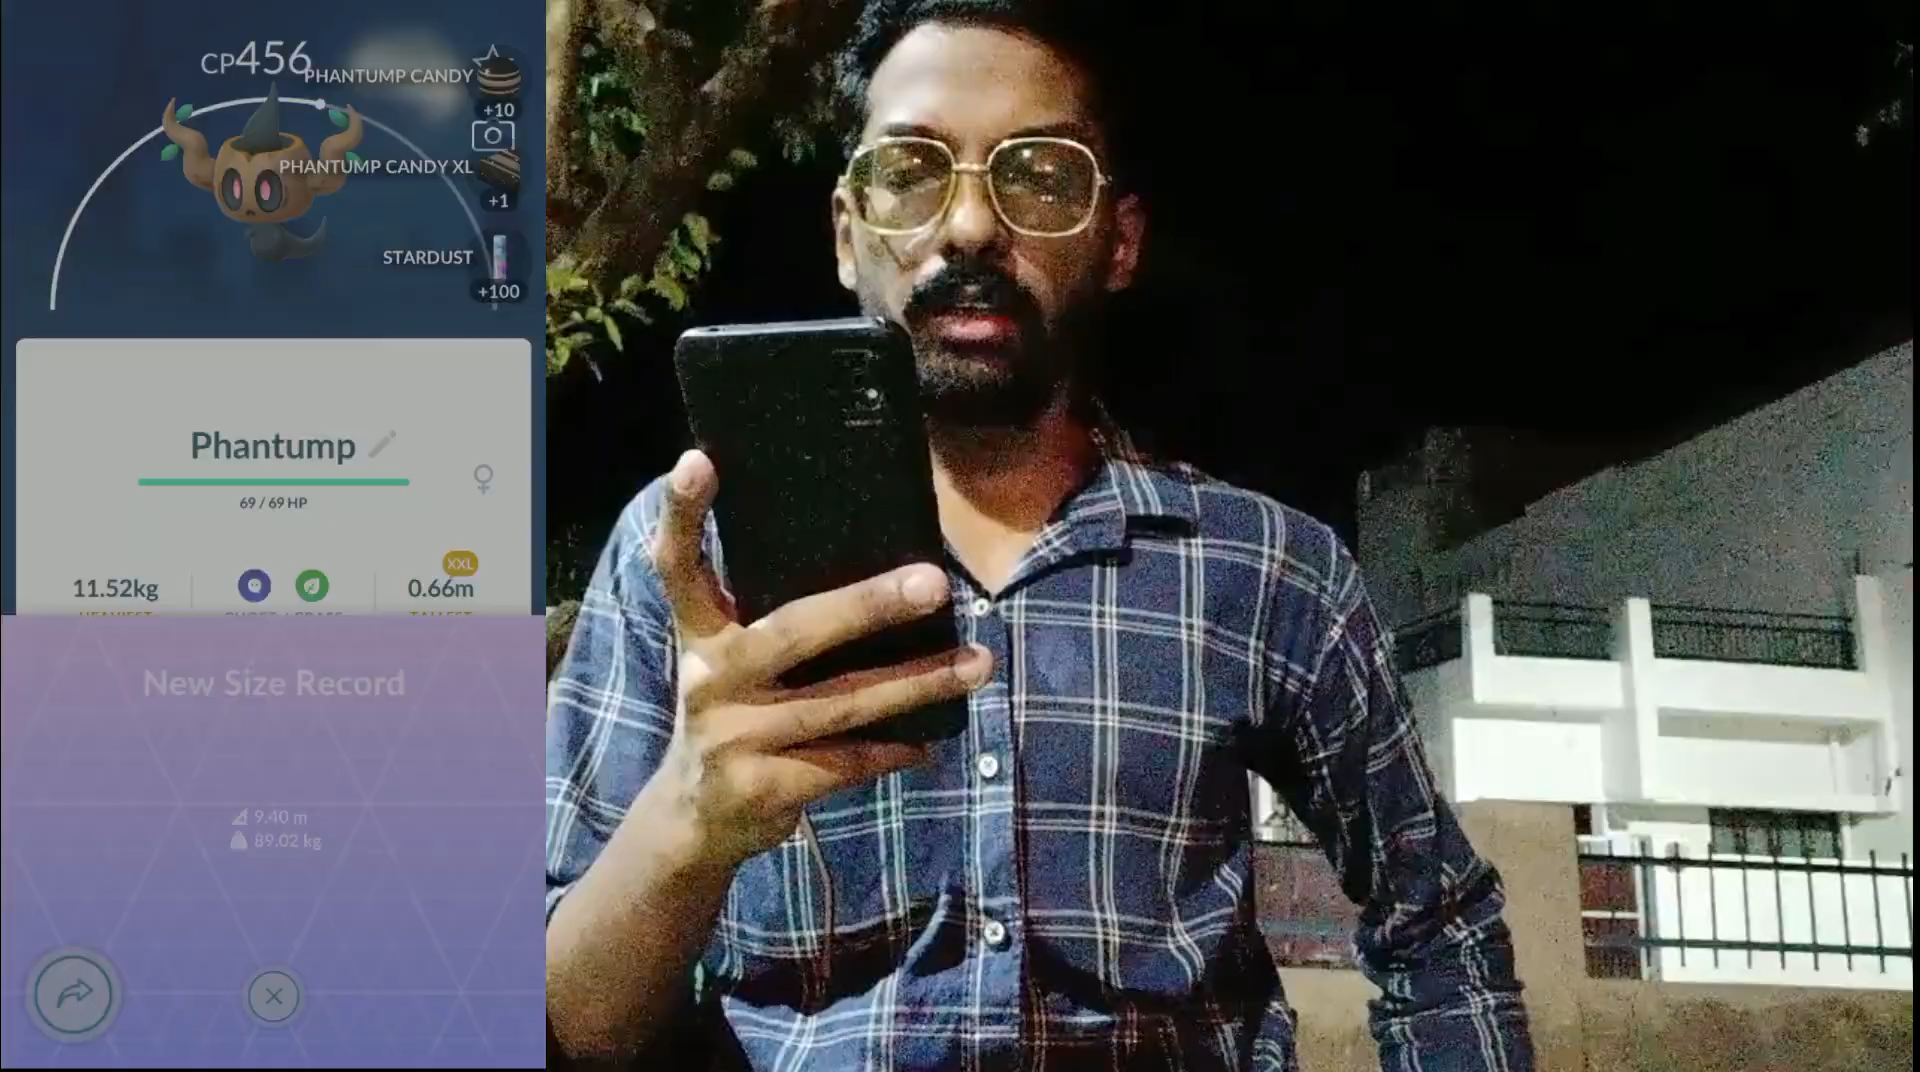 CP456
PHANTUMP CANDY
+10
PHANTUMP CANDY XL
+1
STARDUST
+100
Phantump
69 / 69 HP
XXL
11.52kg
0.66m
New Size Record
9.40 m
89.02 kg